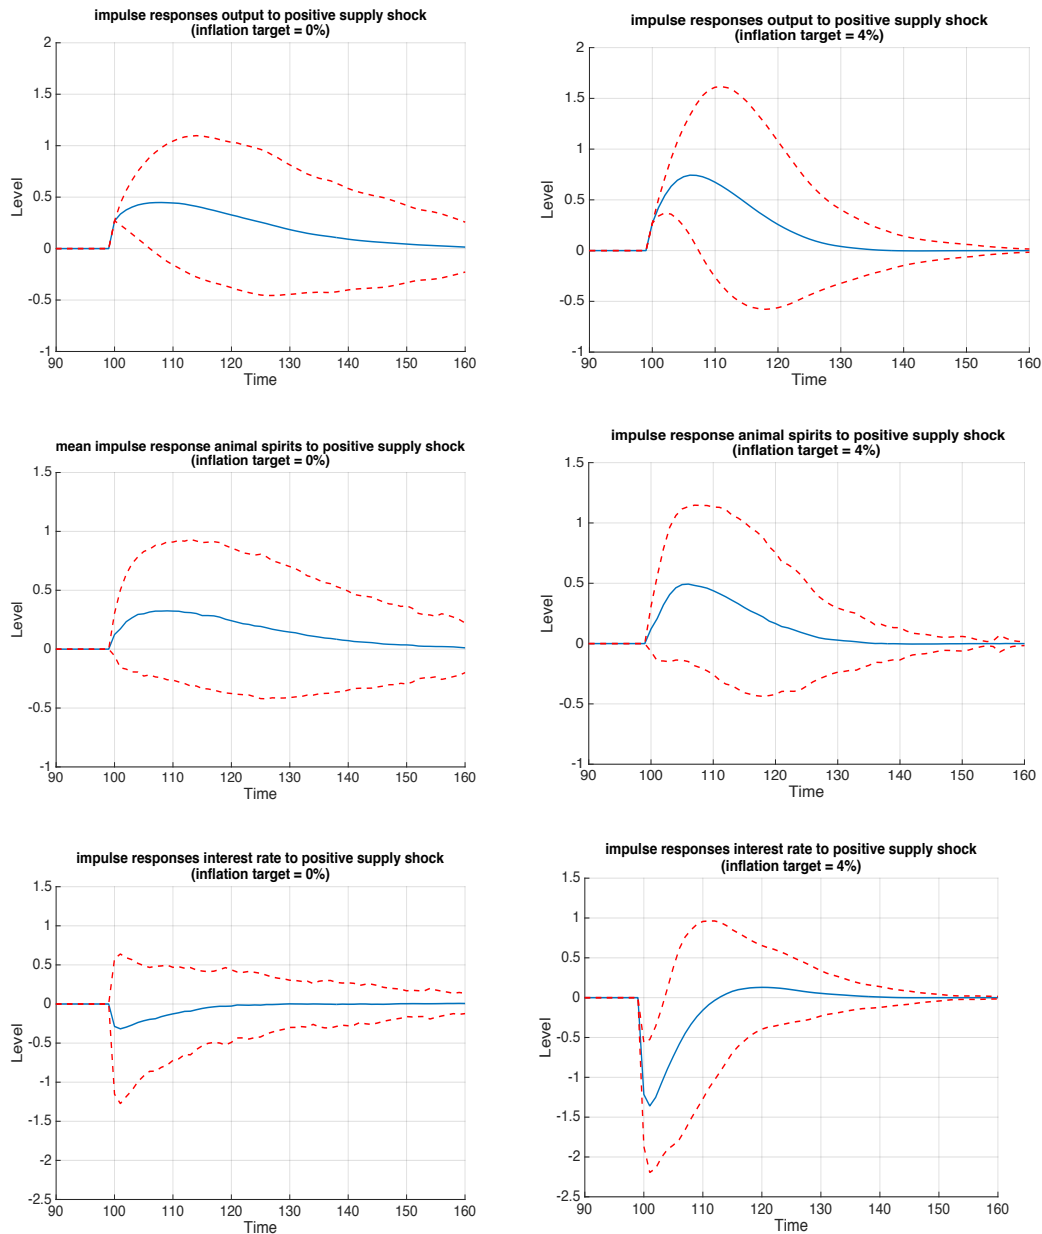 impulse responses output to positive supply shock
(inflation target = 0%)
2
1.5
1
0.5
0
-0.5
-1
Level
90 100 110 120 130 140 150 160
Time
impulse responses output to positive supply shock
(inflation target = 4%)
2
1.5
1
0.5
0
-0.5
-1
Level
90 100 110 120 130 140 150 160
Time
mean impulse response animal spirits to positive supply shock
(inflation target = 0%)
1.5
1
0.5
0
-0.5
-1
Level
90 100 110 120 130 140 150 160
Time
impulse response animal spirits to positive supply shock
(inflation target = 4%)
1.5
1
0.5
0
-0.5
-1
Level
90 100 110 120 130 140 150 160
Time
impulse responses interest rate to positive supply shock
(inflation target = 0%)
1.5
1
0.5
0
-0.5
-1
-1.5
-2
-2.5
Level
90 100 110 120 130 140 150 160
Time
impulse responses interest rate to positive supply shock
(inflation target = 4%)
1.5
1
0.5
0
-0.5
-1
-1.5
-2
-2.5
Level
90 100 110 120 130 140 150 160
Time